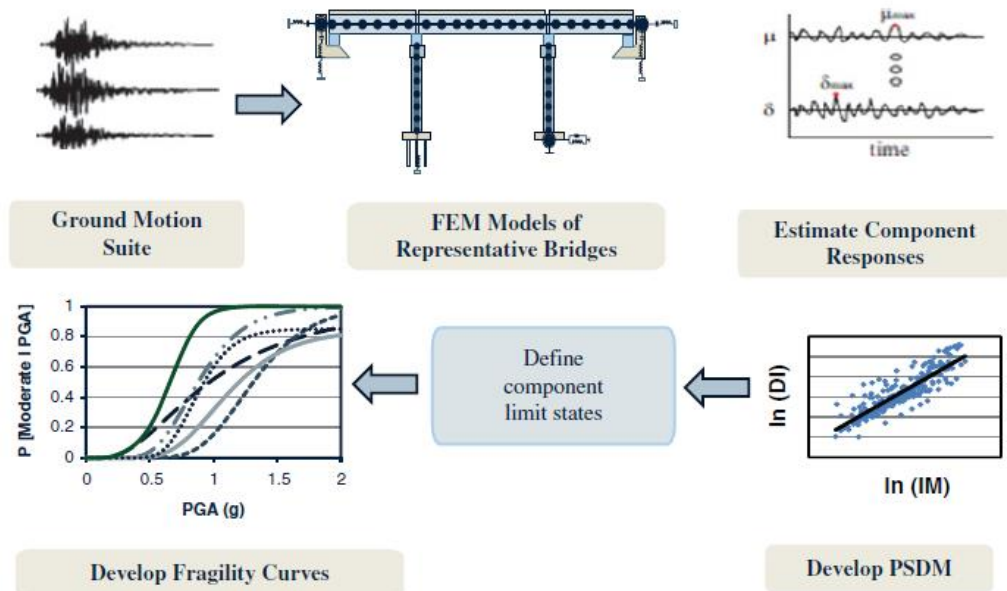 μmax
μ
δmax
δ
time
Ground Motion
Suite
FEM Models of
Representative Bridges
Estimate Component
Responses
P [Moderate I PGA]
1
0.8
0.6
0.4
0.2
0
0
0.5
1
1.5
2
PGA (g)
Define
component
limit states
ln (DI)
ln (IM)
Develop Fragility Curves
Develop PSDM